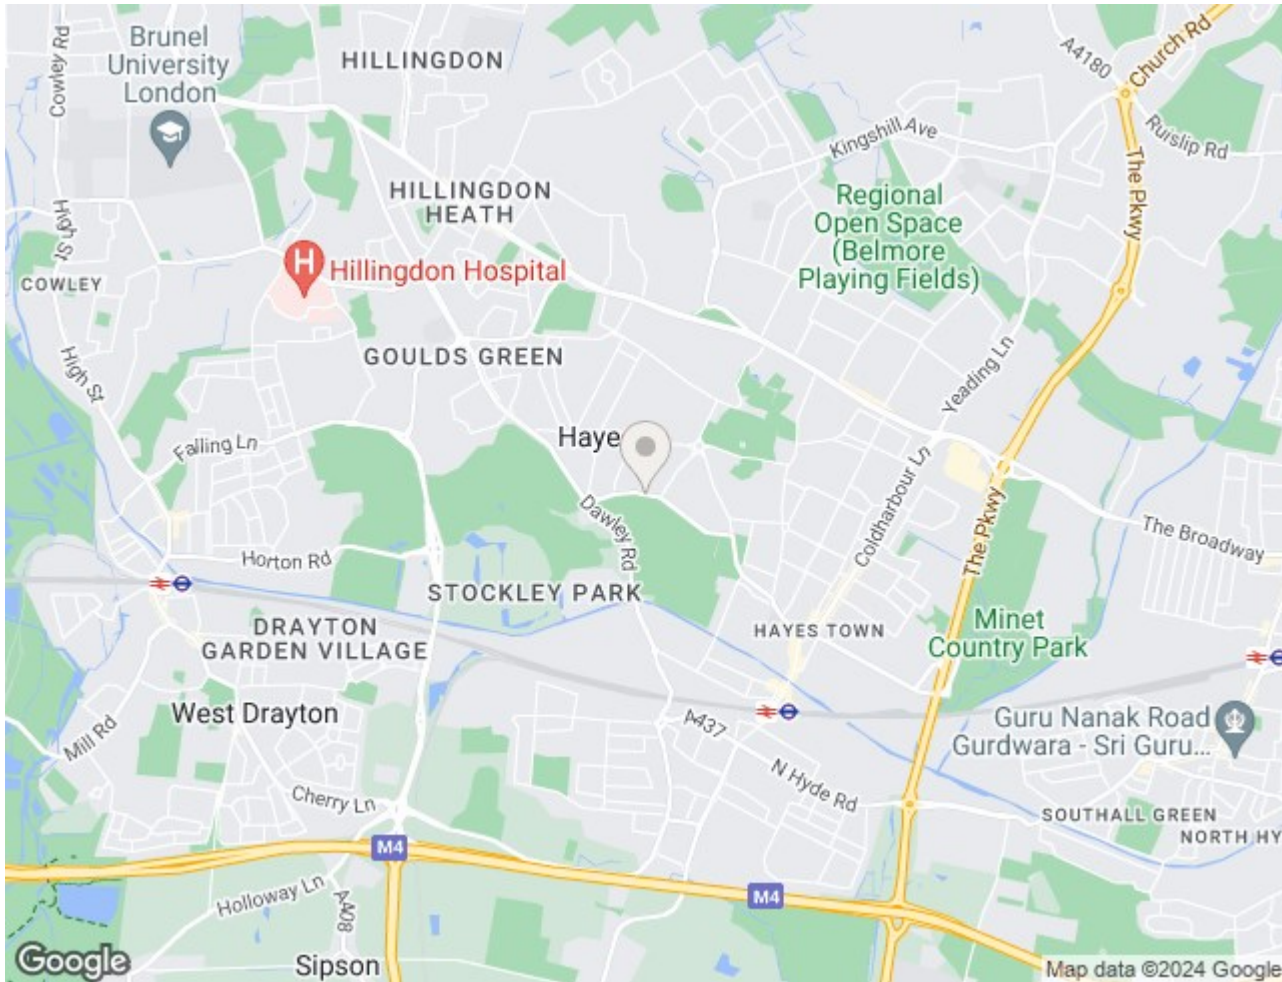 Brunel
University
London
Cowley Rd
HILLINGDON
A4180
Church Rd
Ruislip Rd
Kingshill Ave
The Pkwy
HILLINGDON
HEATH
Regional
Open Space
(Belmore
Playing Fields)
High St
COWLEY
H
Hillingdon Hospital
GOULDS GREEN
High St
Yeading Ln
Falling Ln
Haye
Coldharbour Ln
Dawley Rd
The Pkwy
The Broadway
Horton Rd
STOCKLEY PARK
DRAYTON
GARDEN VILLAGE
HAYES TOWN
Minet
Country Park
West Drayton
Mill Rd
A437
Guru Nanak Road
Gurdwara - Sri Guru...
N Hyde Rd
Cherry Ln
SOUTHALL GREEN
NORTH HY
M4
M4
Holloway Ln
A408
Sipson
Google
Map data ©2024 Google